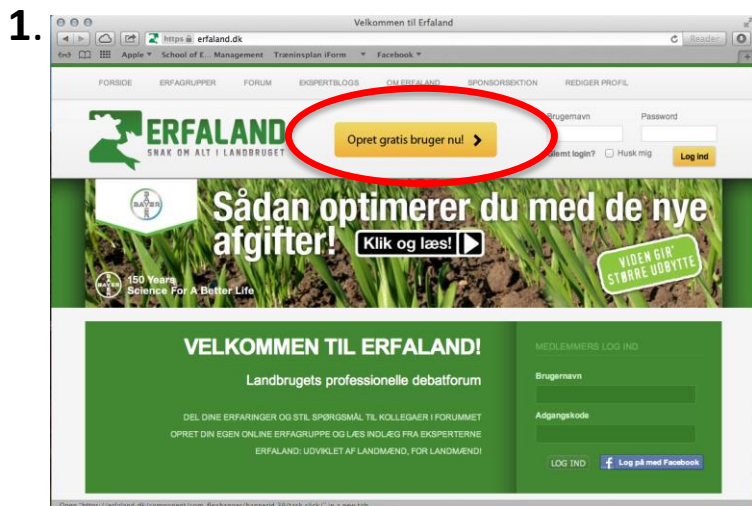 1.
Velkommen til Erfaland
https erfaland.dk
Reader
Apple School of E... Management Træninsplan iForm Facebook
FORSIDE ERFAGRUPPER FORUM EKSPERTBLOGS OM ERFALAND SPONSORSEKTION REDIGER PROFIL
ERFALAND
SNAK OM ALT I LANDBRUGET
Opret gratis bruger nu!
Brugernavn Password
Glemt login? Husk mig Log ind
BAYER
Sådan optimerer du med de nye
afgifter! Klik og læs!
VIDEN GIR'
STØRRE UDBYTTE
BAYER
150 Years
Science For A Better Life
VELKOMMEN TIL ERFALAND!
Landbrugets professionelle debatforum
DEL DINE ERFARINGER OG STIL SPØRGSMÅL TIL KOLLEGAER I FORUMMET
OPRET DIN EGEN ONLINE ERFAGRUPPE OG LÆS INDLÆG FRA EKSPERTERNE
ERFALAND: UDVIKLET AF LANDMÆND, FOR LANDMÆND!
MEDLEMMERS LOG IND
Brugernavn
Adgangskode
LOG IND Log på med Facebook